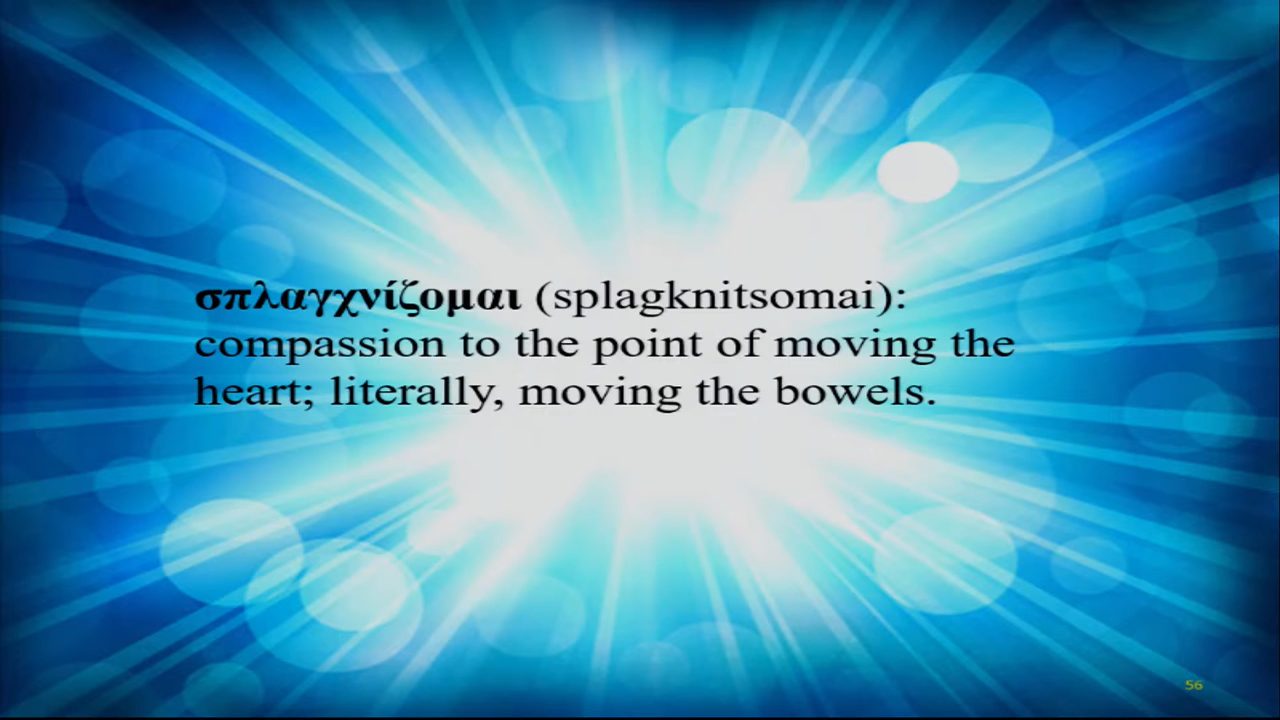 σπλαγχνίζομαι (splagknitsomai):
compassion to the point of moving the
heart; literally, moving the bowels.
56